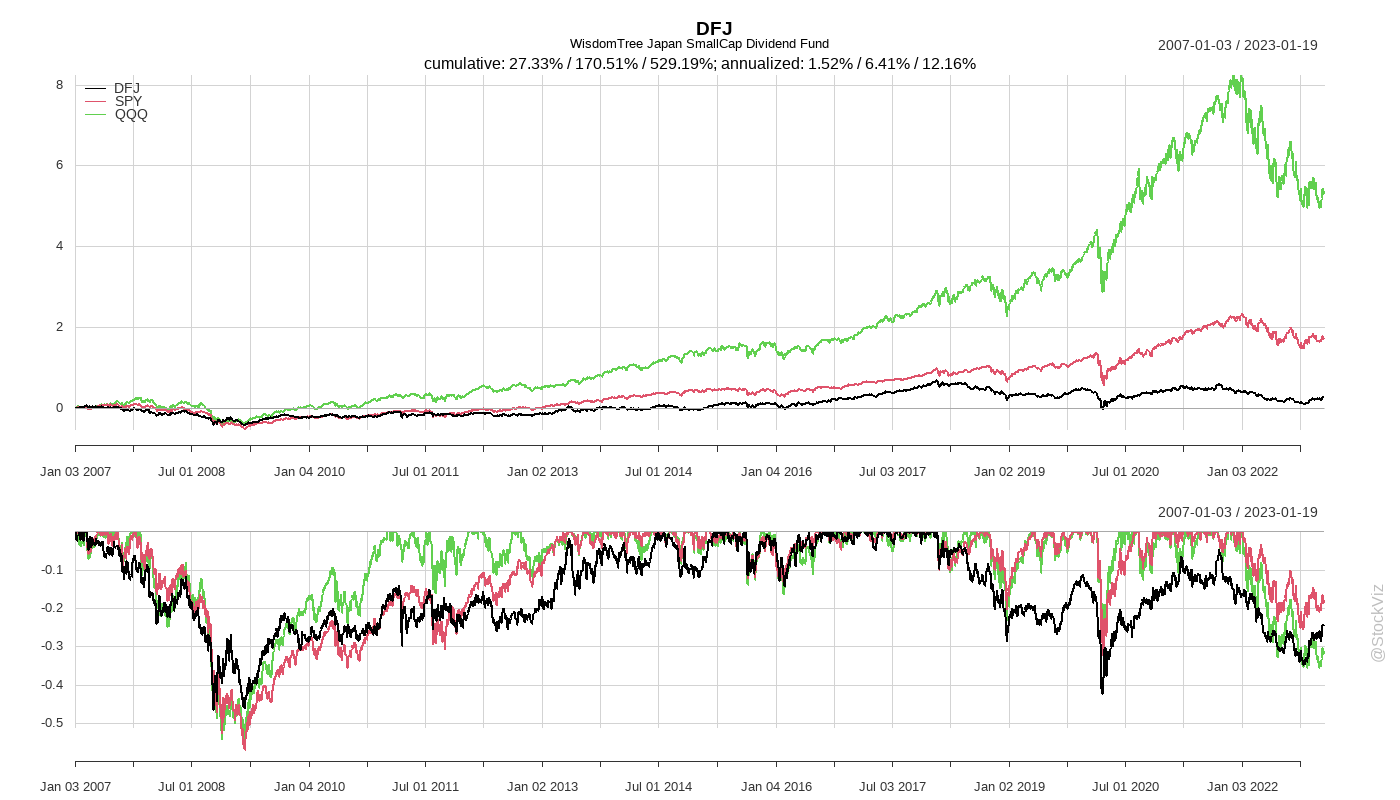 DFJ
WisdomTree Japan SmallCap Dividend Fund
2007-01-03 / 2023-01-19
cumulative: 27.33% / 170.51% / 529.19%; annualized: 1.52% / 6.41% / 12.16%
DFJ
SPY
QQQ
8
6
4
2
0
Jan 03 2007 Jul 01 2008 Jan 04 2010 Jul 01 2011 Jan 02 2013 Jul 01 2014 Jan 04 2016 Jul 03 2017 Jan 02 2019 Jul 01 2020 Jan 03 2022
2007-01-03 / 2023-01-19
-0.1
-0.2
-0.3
-0.4
-0.5
Jan 03 2007 Jul 01 2008 Jan 04 2010 Jul 01 2011 Jan 02 2013 Jul 01 2014 Jan 04 2016 Jul 03 2017 Jan 02 2019 Jul 01 2020 Jan 03 2022
@StockViz